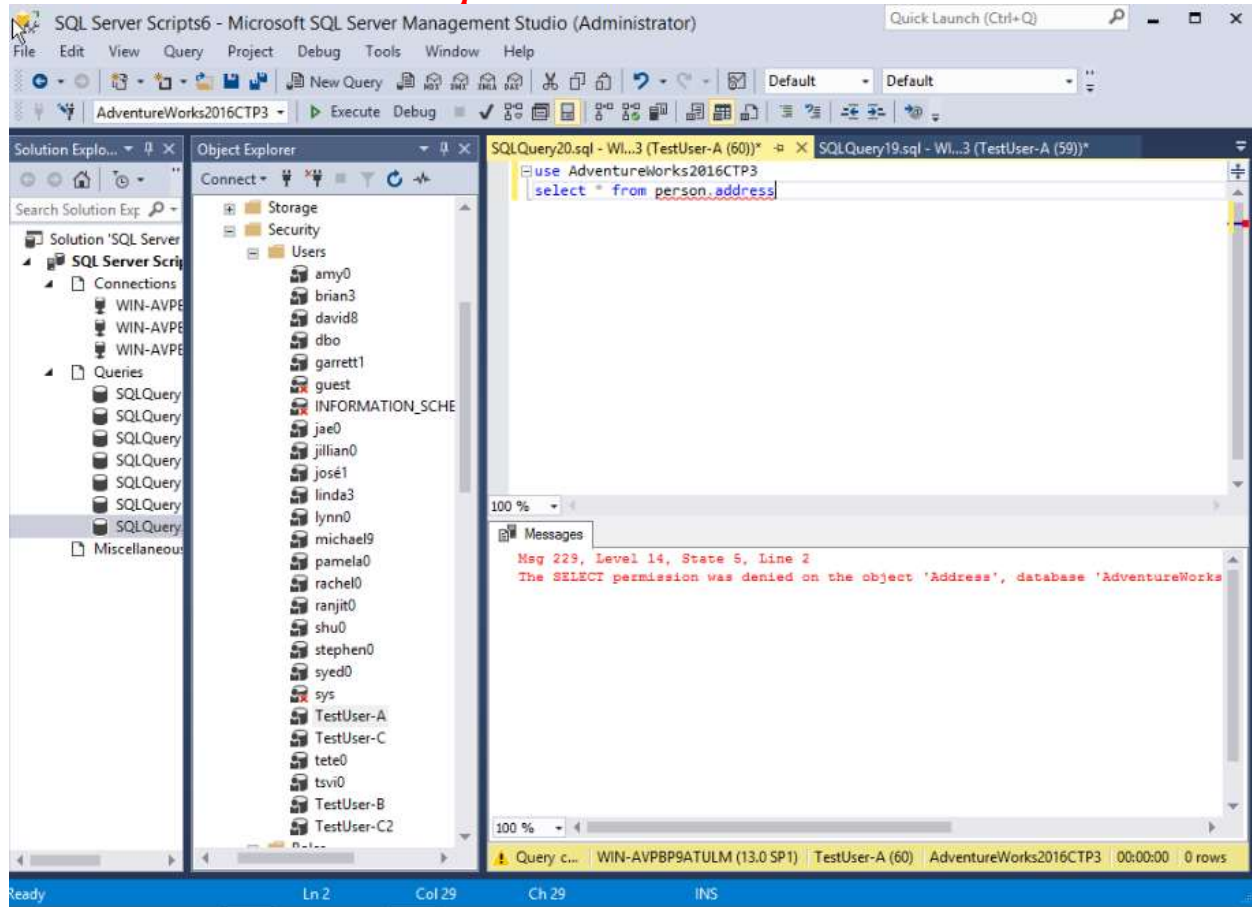 SQL Server Scripts6 - Microsoft SQL Server Management Studio (Administrator)
Quick Launch (Ctrl+Q)
File Edit View Query Project Debug Tools Window Help
New Query Default Default
AdventureWorks2016CTP3 Execute Debug
Solution Explo...
Search Solution Exp
Solution 'SQL Server
SQL Server Scrip
Connections
WIN-AVPE
WIN-AVPE
WIN-AVPE
Queries
SQLQuery
SQLQuery
SQLQuery
SQLQuery
SQLQuery
SQLQuery
SQLQuery
Miscellaneous
Object Explorer
Connect
Storage
Security
Users
amy0
brian3
david8
dbo
garrett1
guest
INFORMATION_SCHE
jae0
jillian0
josé1
linda3
lynn0
michael9
pamela0
rachel0
ranjit0
shu0
stephen0
syed0
sys
TestUser-A
TestUser-C
tete0
tsvi0
TestUser-B
TestUser-C2
SQLQuery20.sql - WI...3 (TestUser-A (60))* SQLQuery19.sql - WI...3 (TestUser-A (59))*
use AdventureWorks2016CTP3
select * from person.address
100 %
Messages
Msg 229, Level 14, State 5, Line 2
The SELECT permission was denied on the object 'Address', database 'AdventureWorks
100 %
Query c... WIN-AVPBP9ATULM (13.0 SP1) TestUser-A (60) AdventureWorks2016CTP3 00:00:00 0 rows
Ready Ln 2 Col 29 Ch 29 INS